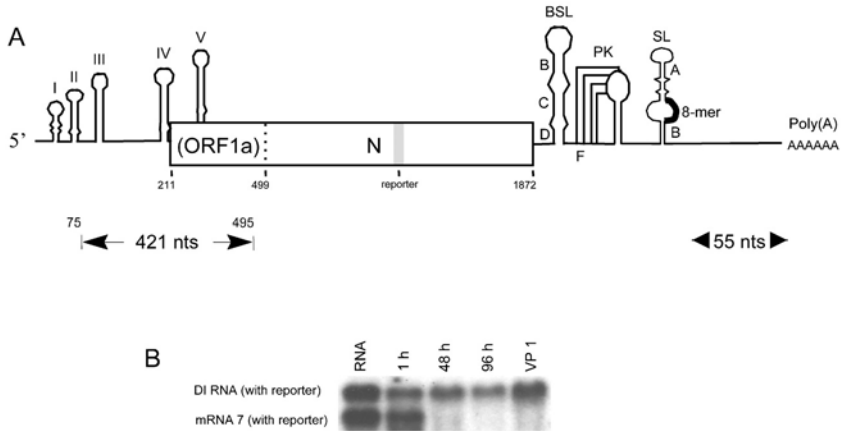 A
BSL
V
SL
IV
PK
III
II
B
A
I
C
8-mer
Poly(A)
5’
D
B
(ORF1a)
N
F
AAAAAA
211
499
reporter
1872
75
495
421 nts
55 nts
B
RNA
1 h
48 h
96 h
VP 1
DI RNA (with reporter)
mRNA 7 (with reporter)